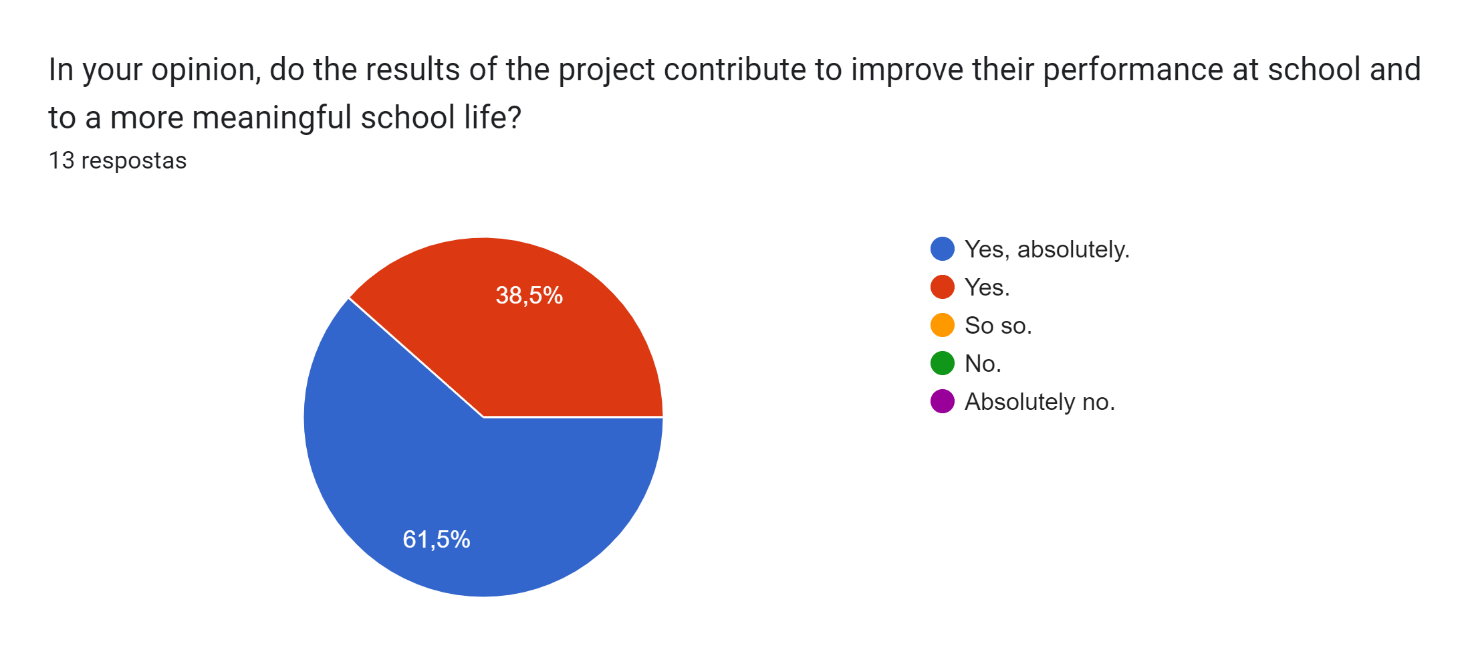 In your opinion, do the results of the project contribute to improve their performance at school and
to a more meaningful school life?
13 respostas
38,5%
61,5%
Yes, absolutely.
Yes.
So so.
No.
Absolutely no.